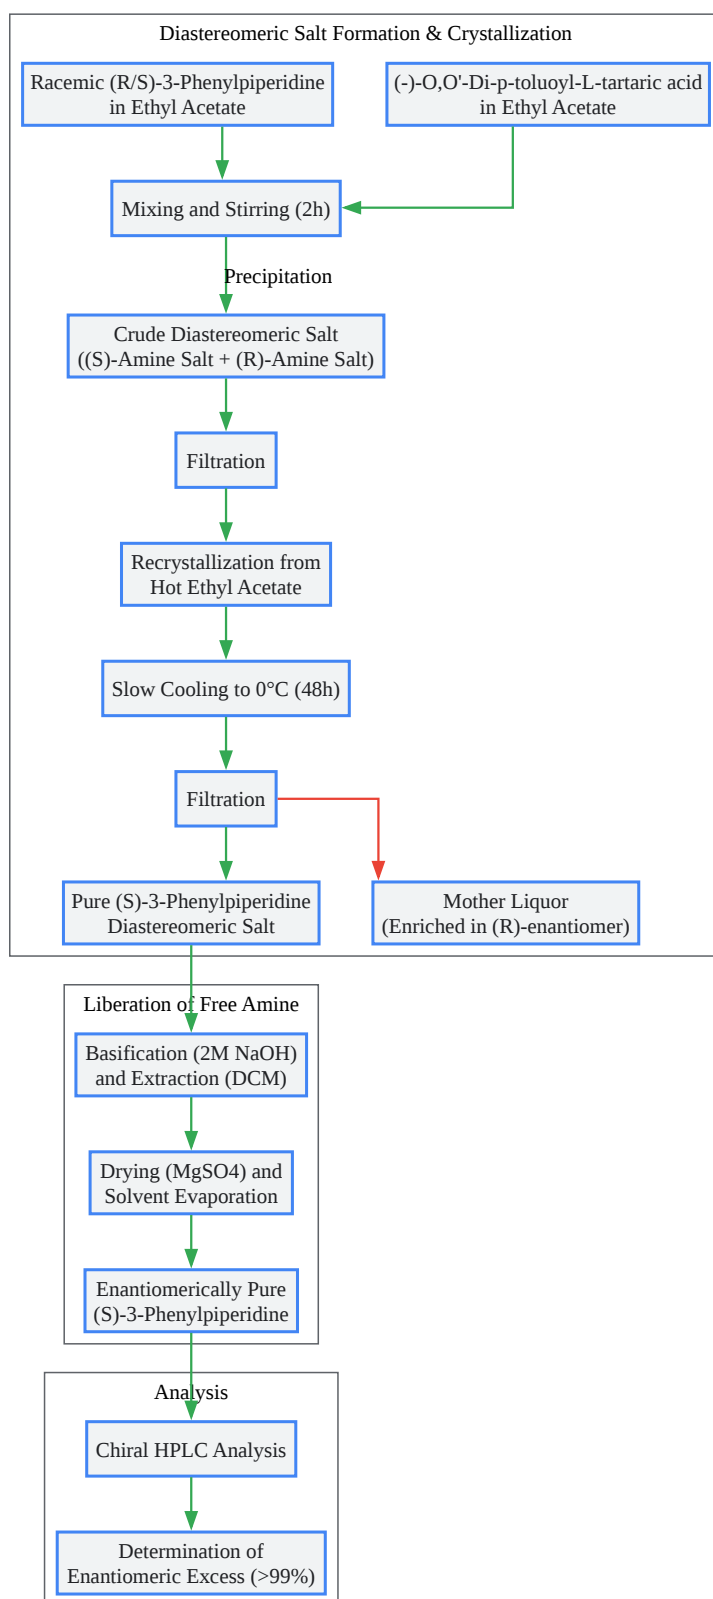 Diastereomeric Salt Formation & Crystallization
Racemic (R/S)-3-Phenylpiperidine
in Ethyl Acetate
(-)-O,O'-Di-p-toluoyl-L-tartaric acid
in Ethyl Acetate
Mixing and Stirring (2h)
Precipitation
Crude Diastereomeric Salt
((S)-Amine Salt + (R)-Amine Salt)
Filtration
Recrystallization from
Hot Ethyl Acetate
Slow Cooling to 0°C (48h)
Filtration
Pure (S)-3-Phenylpiperidine
Diastereomeric Salt
Mother Liquor
(Enriched in (R)-enantiomer)
Liberation of Free Amine
Basification (2M NaOH)
and Extraction (DCM)
Drying (MgSO4) and
Solvent Evaporation
Enantiomerically Pure
(S)-3-Phenylpiperidine
Analysis
Chiral HPLC Analysis
Determination of
Enantiomeric Excess (>99%)